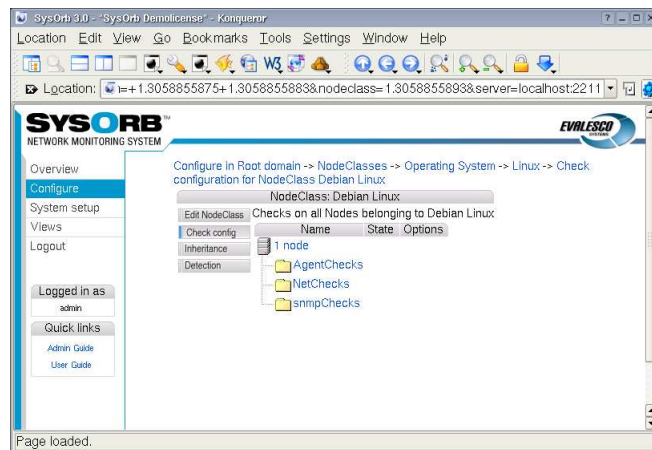 SysOrb 3.0 - "SysOrb Demolicense" - Konqueror
Location Edit View Go Bookmarks Tools Settings Window Help
Location: ı=+1.3058855875+1.3058855883&nodeclass=1.3058855893&server=localhost:2211
SYSORB™
NETWORK MONITORING SYSTEM
EVALESCO
SYSTEMS
Overview
Configure
System setup
Views
Logout
Logged in as
admin
Quick links
Admin Guide
User Guide
Configure in Root domain -> NodeClasses -> Operating System -> Linux -> Check
configuration for NodeClass Debian Linux
NodeClass: Debian Linux
Edit NodeClass
Check config
Inheritance
Detection
Checks on all Nodes belonging to Debian Linux
Name State Options
1 node
AgentChecks
NetChecks
snmpChecks
Page loaded.